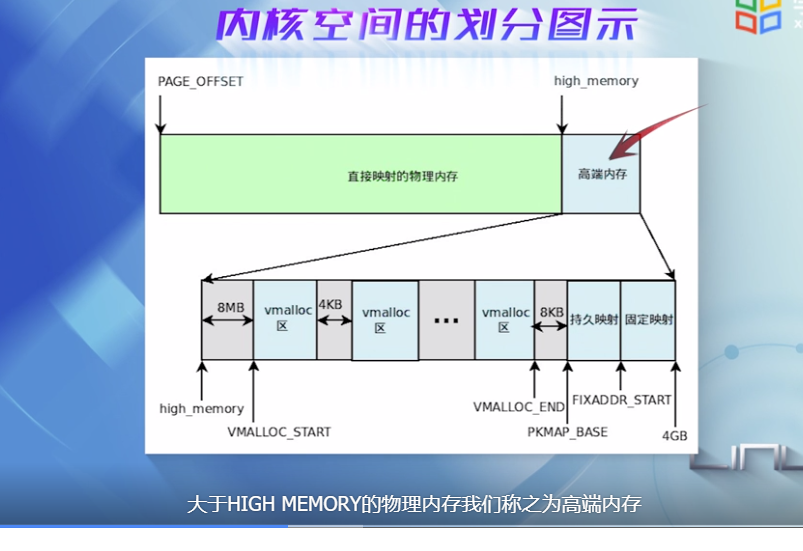 内核空间的划分图示
PAGE_OFFSET
high_memory
直接映射的物理内存
高端内存
8MB
vmalloc
区
4KB
vmalloc
区
...
vmalloc
区
8KB
持久映射
固定映射
high_memory
VMALLOC_START
VMALLOC_END
PKMAP_BASE
FIXADDR_START
4GB
大于HIGH MEMORY的物理内存我们称之为高端内存